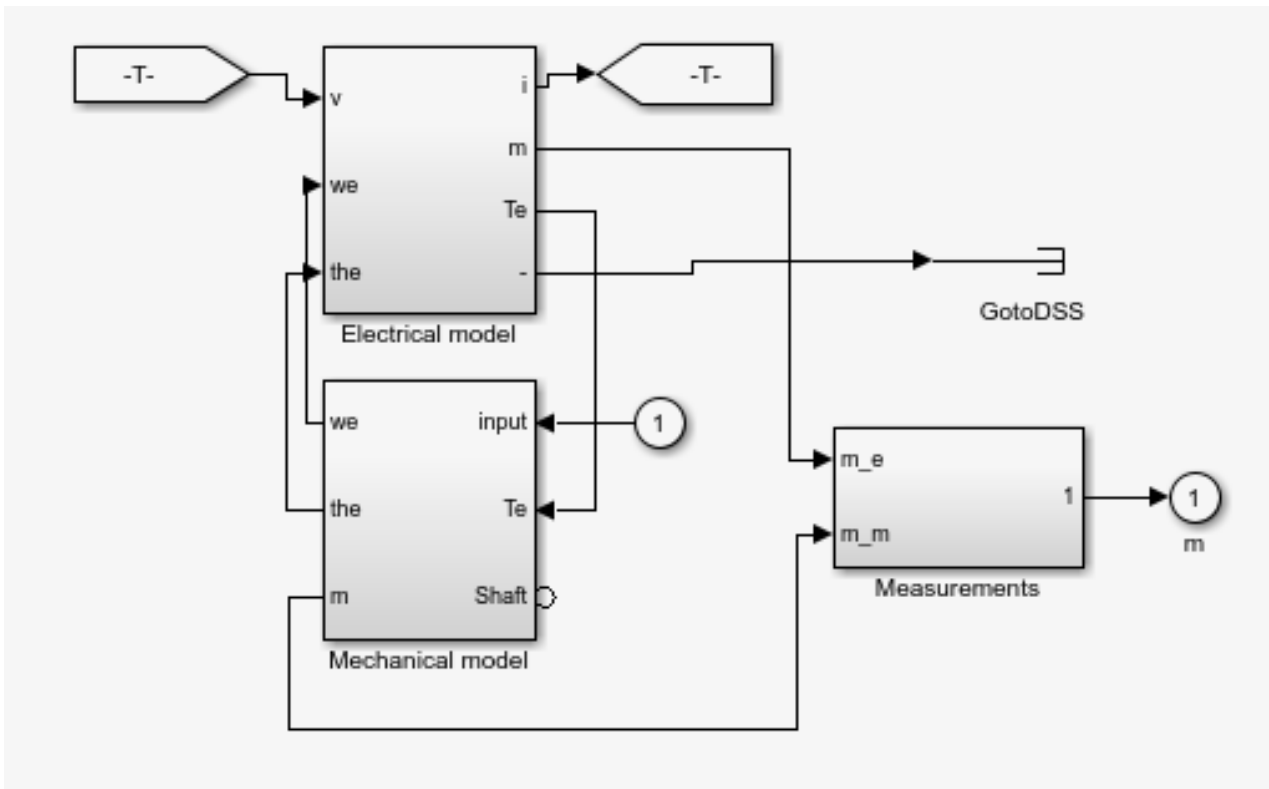 -T-
-T-
v
we
the
i
m
Te
-
Electrical model
GotoDSS
we
the
m
input
Te
Shaft
Mechanical model
1
m_e
m_m
1
Measurements
1
m